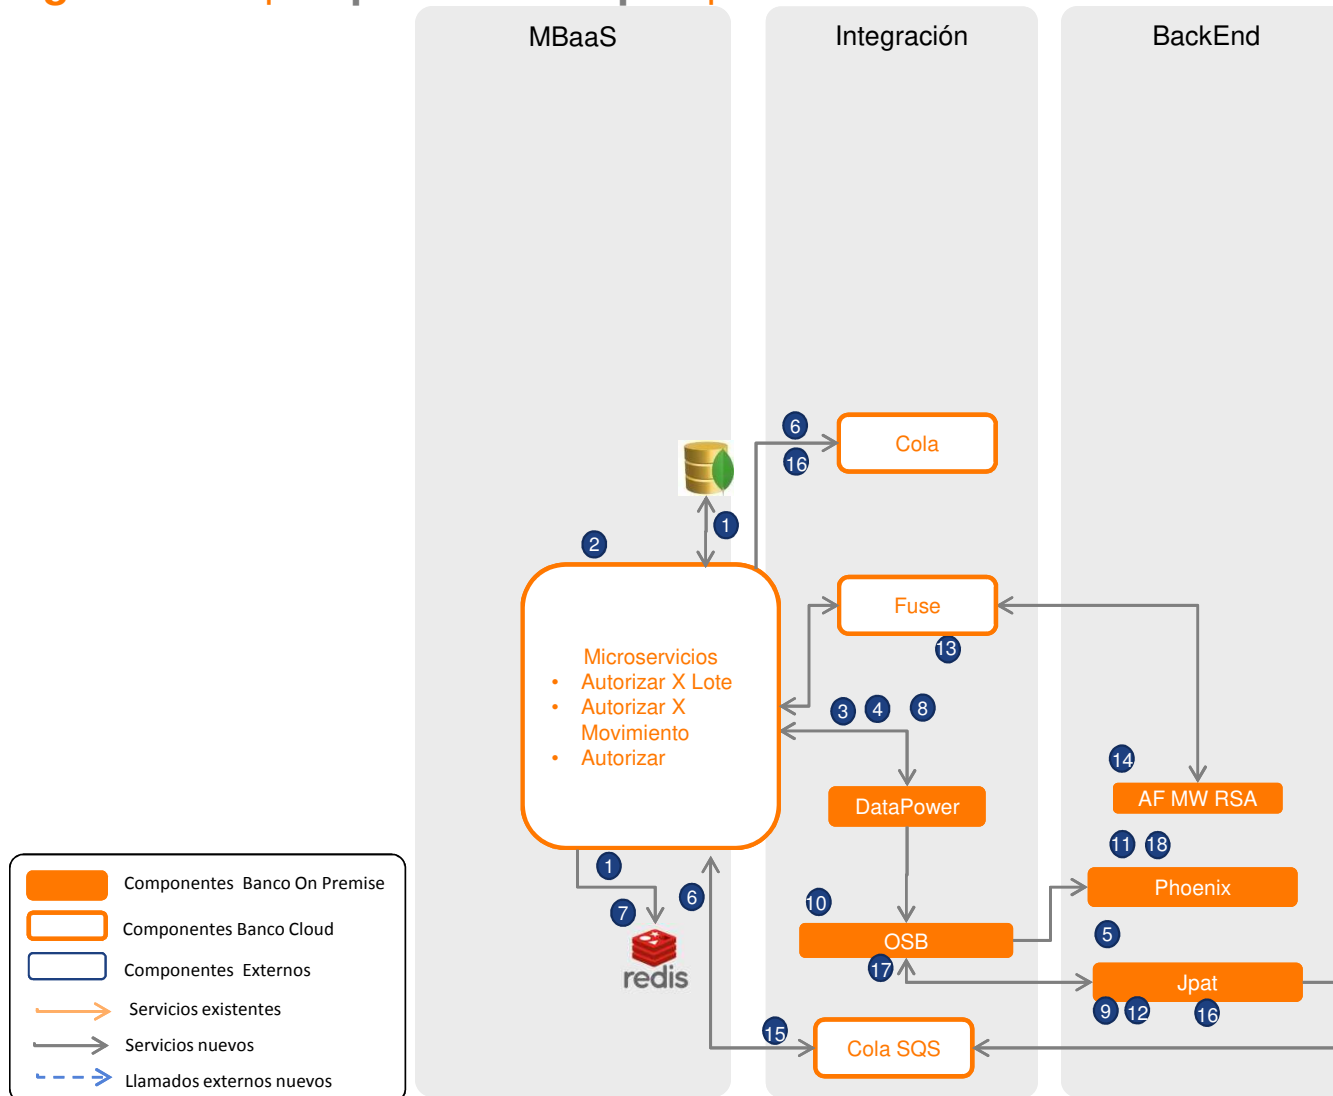 MBaaS
Integración
BackEnd
6
Cola
16
1
2
Fuse
13
Microservicios
• Autorizar X Lote
• Autorizar X
Movimiento
• Autorizar
3 4 8
14
DataPower
AF MW RSA
11 18
1
Phoenix
6
7
10
5
OSB
redis
17
Jpat
9 12 16
15
Cola SQS
Componentes Banco On Premise
Componentes Banco Cloud
Componentes Externos
Servicios existentes
Servicios nuevos
Llamados externos nuevos